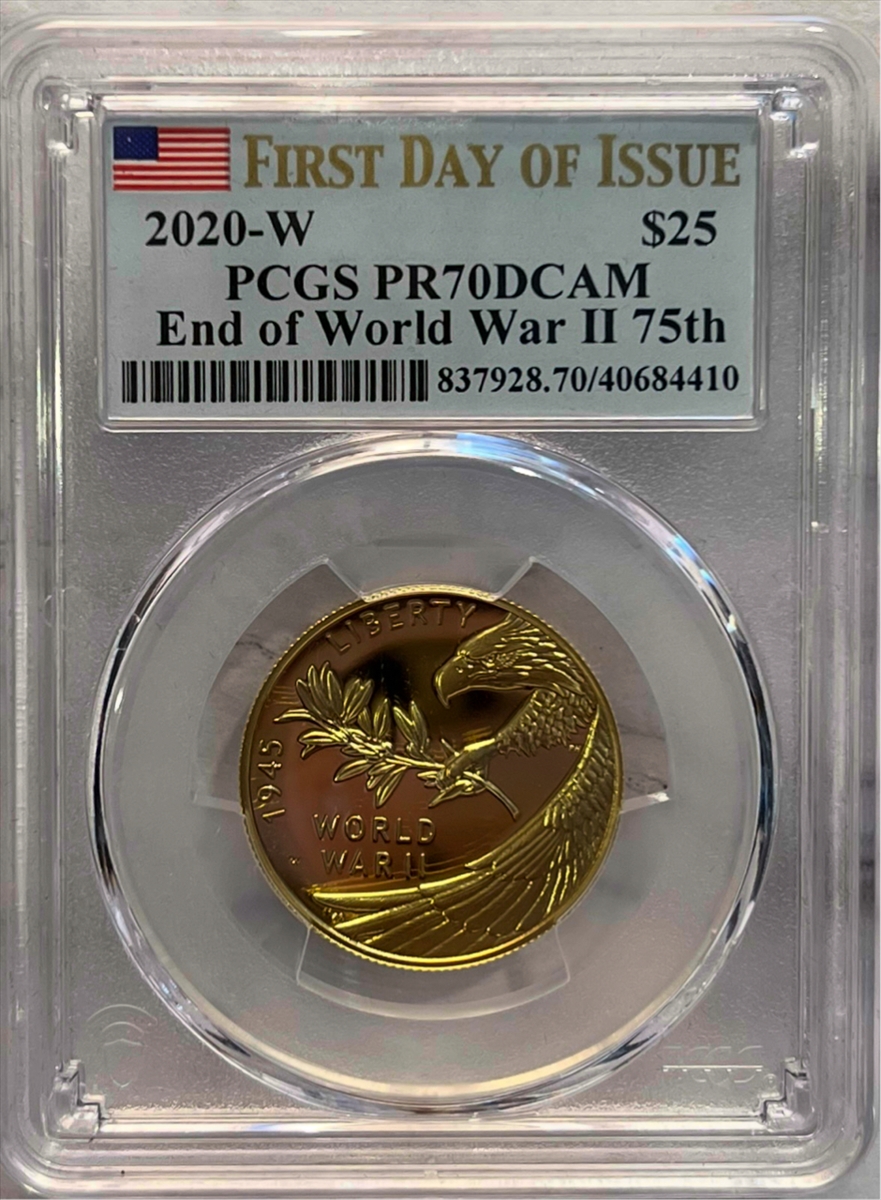 FIRST DAY OF ISSUE
2020-W $25
PCGS PR70DCAM
End of World War II 75th
837928.70/40684410
LIBERTY
1945
WORLD
WAR II
PCGS